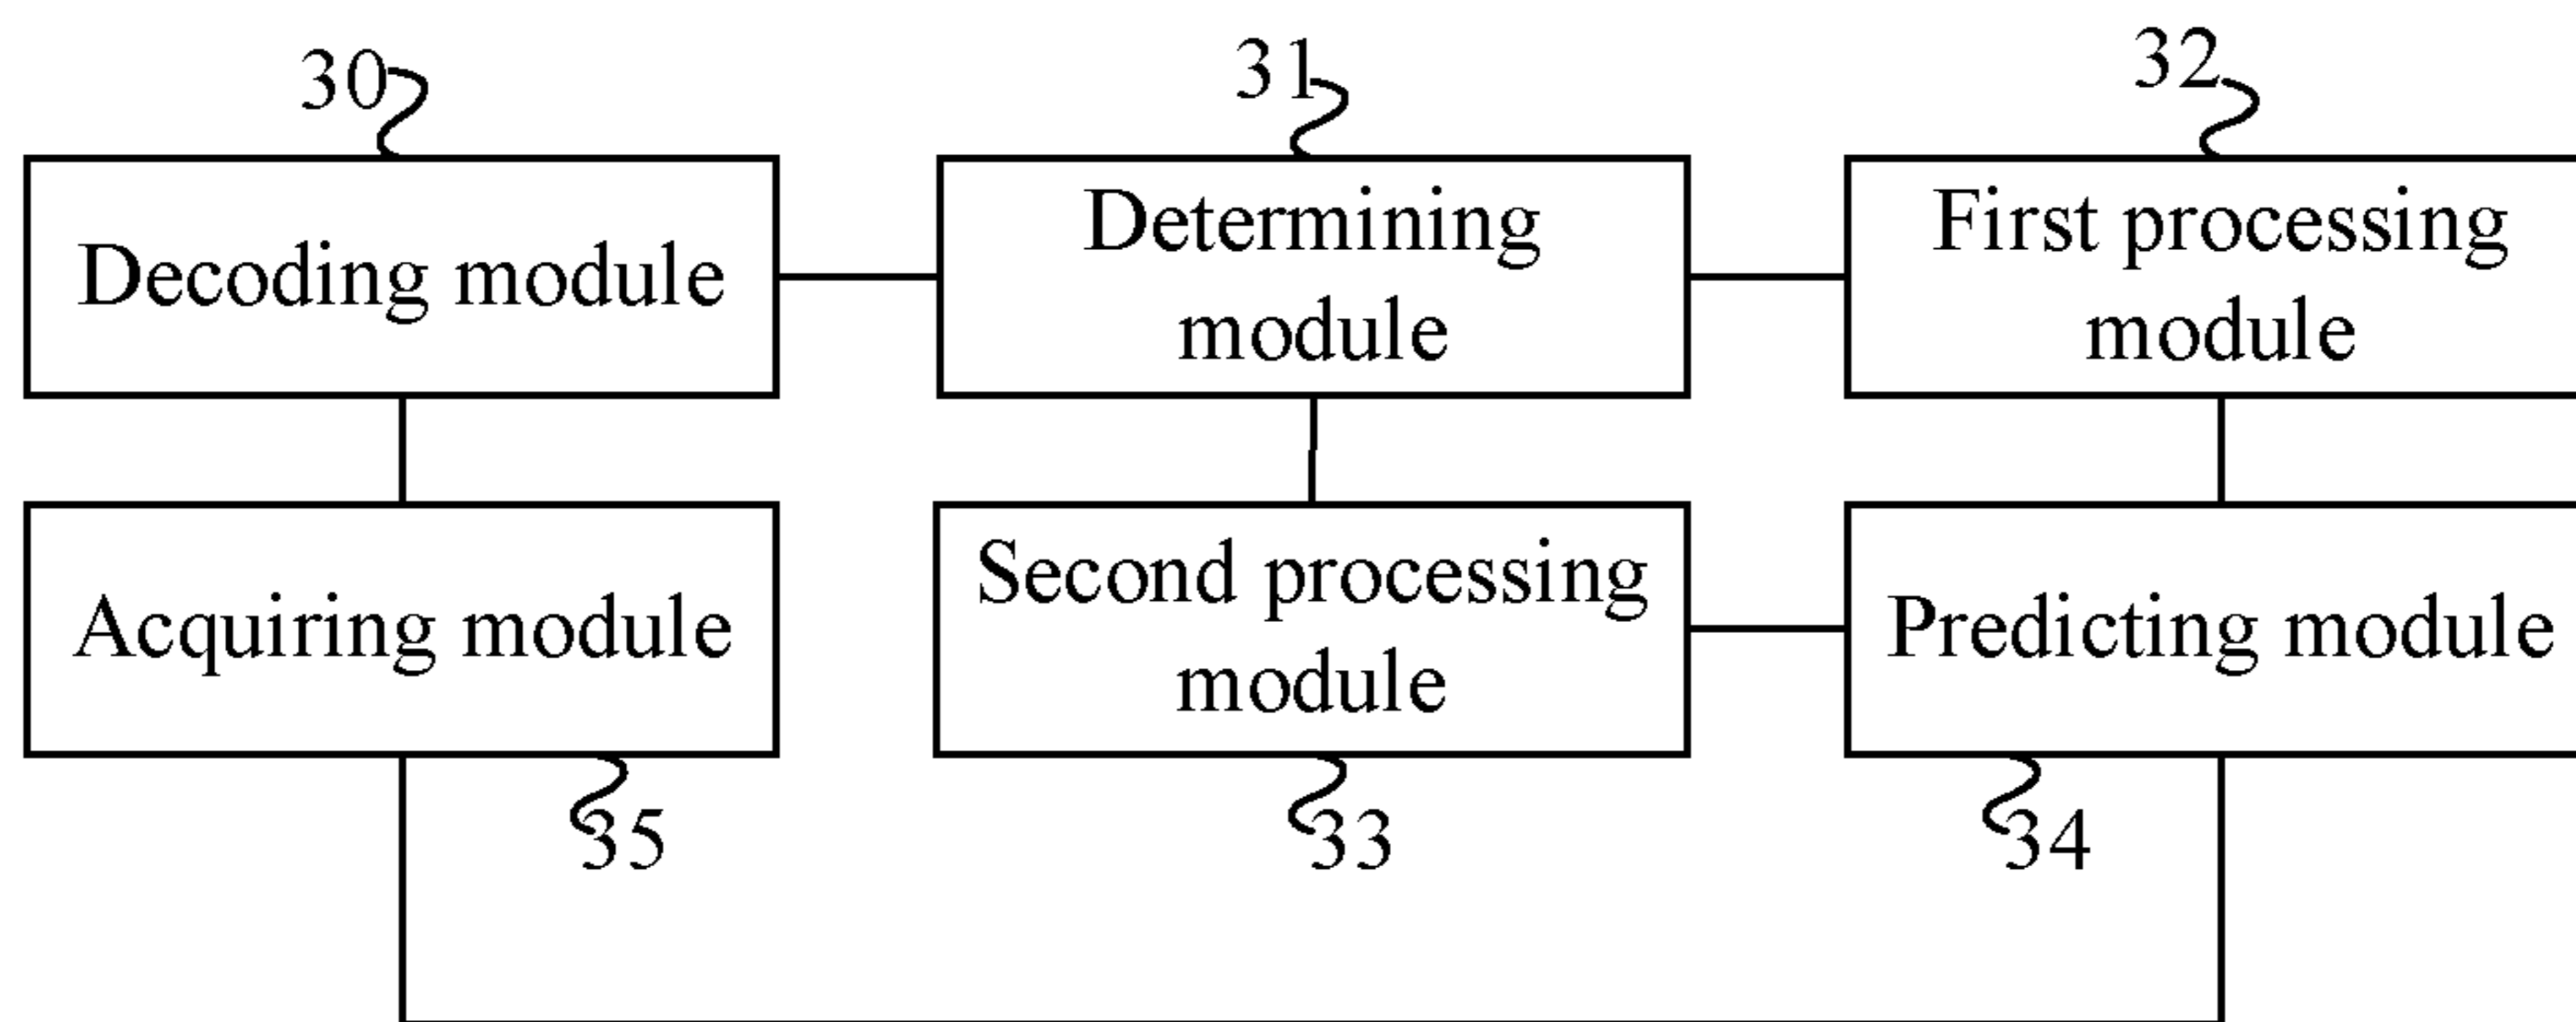 30
31
32
Decoding module
Determining
module
First processing
module
Acquiring module
Second processing
module
Predicting module
35
33
34